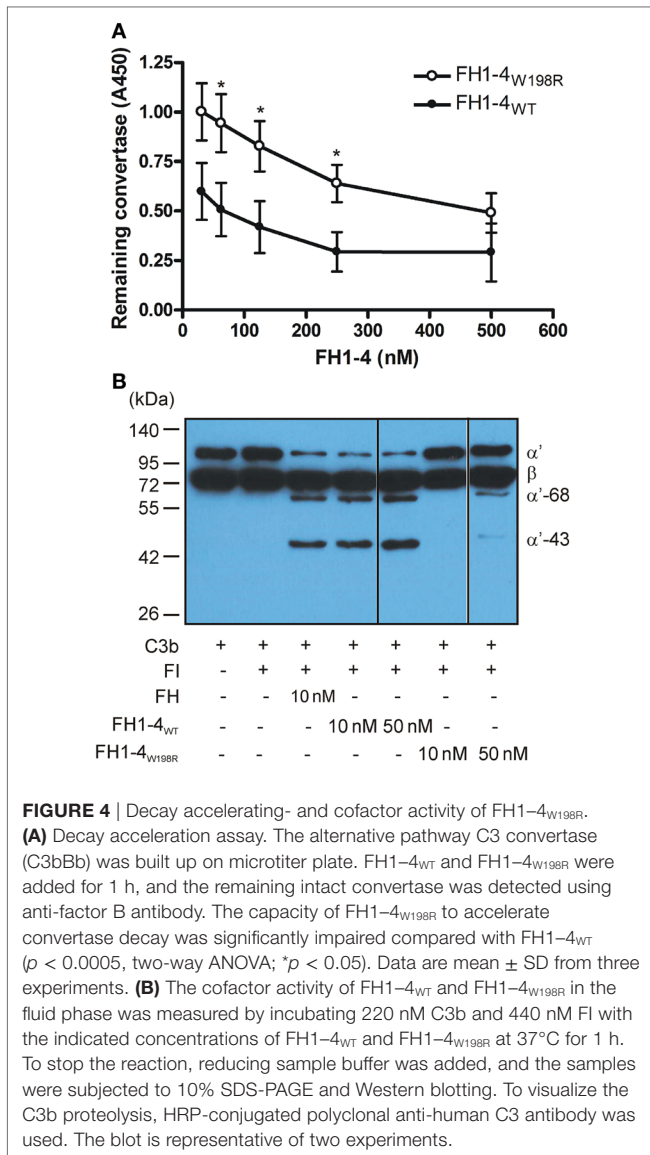 A
Remaining convertase (A450)
1.25
1.00
0.75
0.50
0.25
0.00
* * *
FH1-4W198R
FH1-4WT
0 100 200 300 400 500 600
FH1-4 (nM)
B
(kDa)
140
95
72
55
42
26
α'
β
α'-68
α'-43
C3b + + + + + + +
FI - + + + + + +
FH - - 10 nM - - - -
FH1-4WT - - - 10 nM 50 nM - -
FH1-4W198R - - - - - 10 nM 50 nM
FIGURE 4 | Decay accelerating- and cofactor activity of FH1–4W198R.
(A) Decay acceleration assay. The alternative pathway C3 convertase
(C3bBb) was built up on microtiter plate. FH1–4WT and FH1–4W198R were
added for 1 h, and the remaining intact convertase was detected using
anti-factor B antibody. The capacity of FH1–4W198R to accelerate
convertase decay was significantly impaired compared with FH1–4WT
(p < 0.0005, two-way ANOVA; *p < 0.05). Data are mean ± SD from three
experiments. (B) The cofactor activity of FH1–4WT and FH1–4W198R in the
fluid phase was measured by incubating 220 nM C3b and 440 nM FI with
the indicated concentrations of FH1–4WT and FH1–4W198R at 37°C for 1 h.
To stop the reaction, reducing sample buffer was added, and the samples
were subjected to 10% SDS-PAGE and Western blotting. To visualize the
C3b proteolysis, HRP-conjugated polyclonal anti-human C3 antibody was
used. The blot is representative of two experiments.